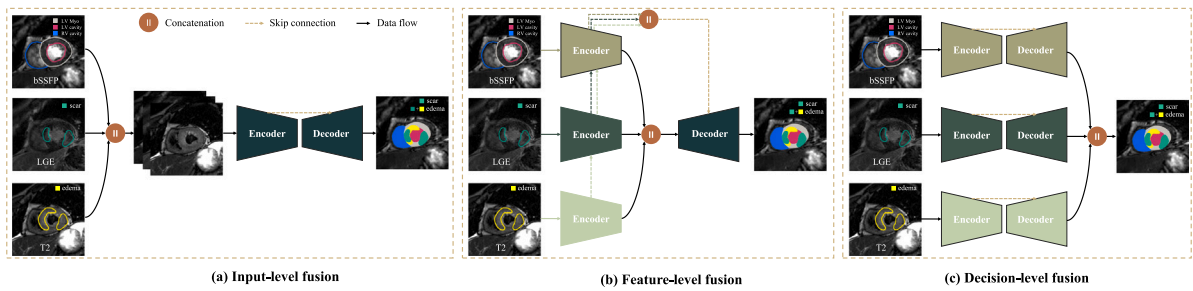 Concatenation
Skip connection
Data flow
LV Myo
LV cavity
RV cavity
bSSFP
scar
LGE
edema
T2
Encoder
Decoder
scar
+ edema
(a) Input-level fusion
LV Myo
LV cavity
RV cavity
bSSFP
scar
LGE
edema
T2
Encoder
Encoder
Encoder
Decoder
scar
+ edema
(b) Feature-level fusion
LV Myo
LV cavity
RV cavity
bSSFP
scar
LGE
edema
T2
Encoder Decoder
Encoder Decoder
Encoder Decoder
scar
+ edema
(c) Decision-level fusion